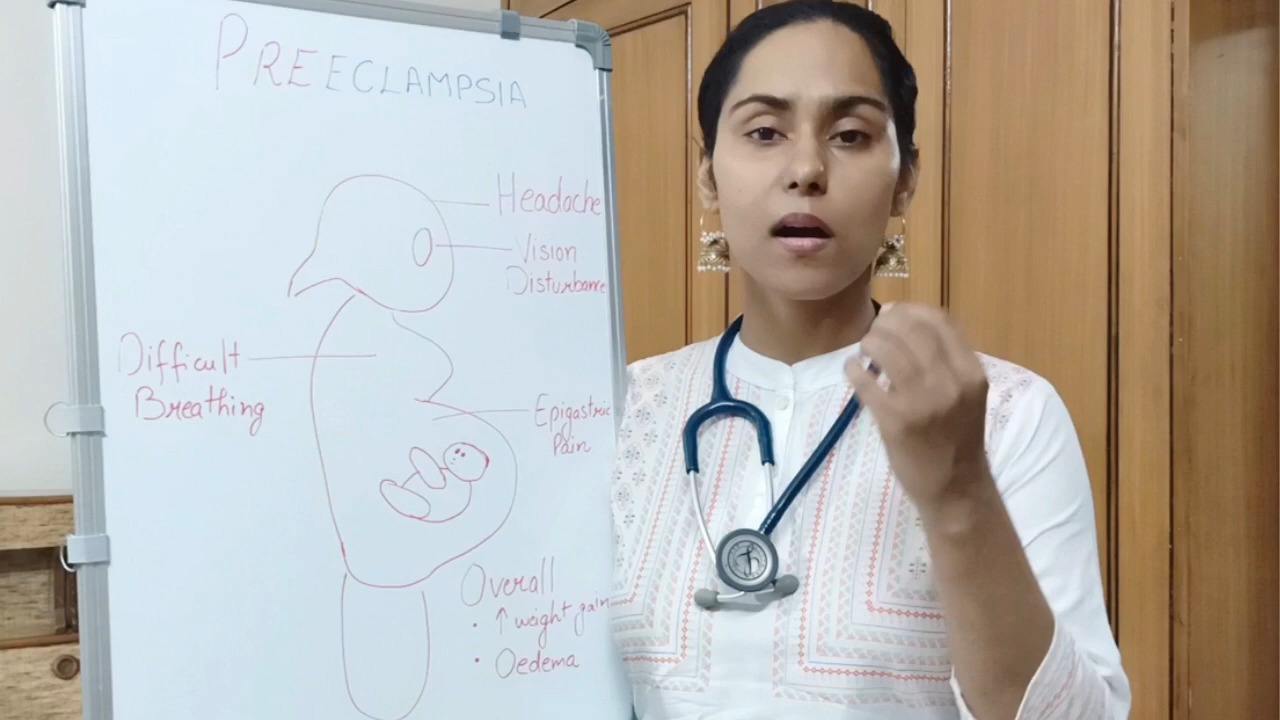 PREECLAMPSIA
Headache
Vision
Disturbance
Difficult
Breathing
Epigastric
Pain
Overall
• ↑ weight gain
• Oedema